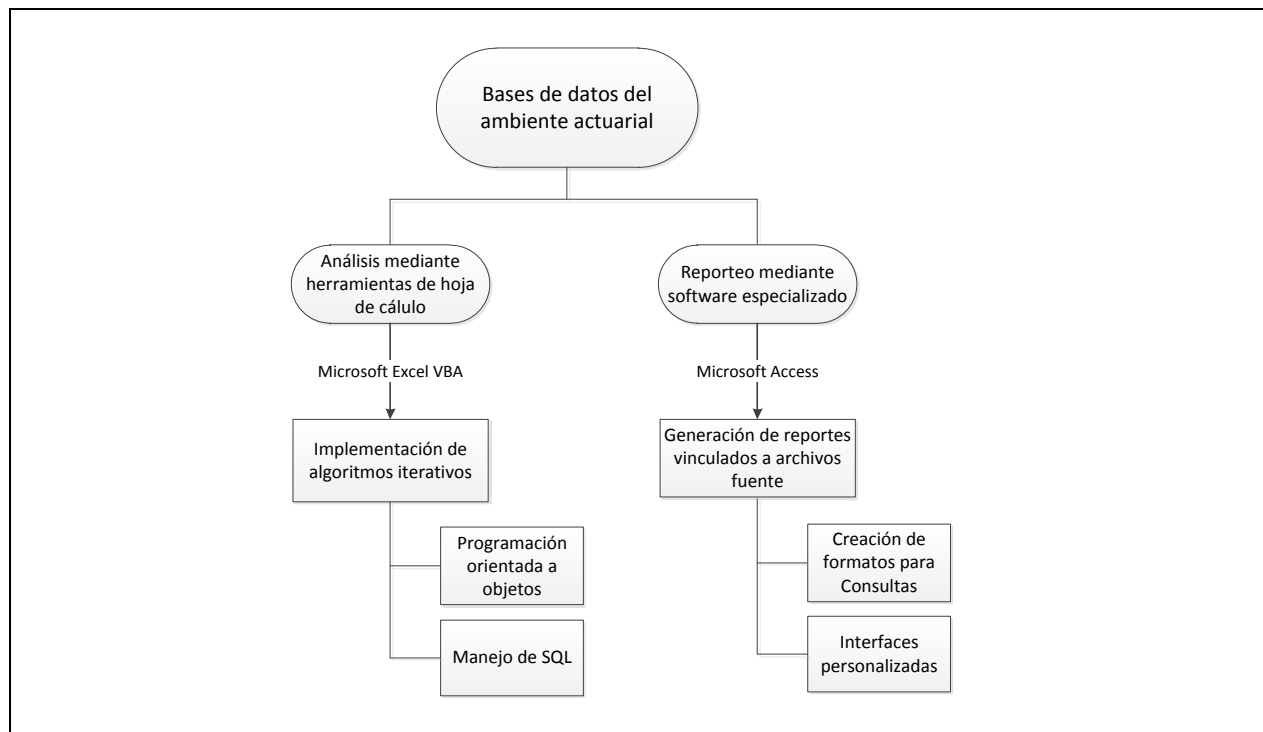 Bases de datos del
ambiente actuarial
Análisis mediante
herramientas de hoja
de cálulo
Reporteo mediante
software especializado
Microsoft Excel VBA
Microsoft Access
Implementación de
algoritmos iterativos
Generación de reportes
vinculados a archivos
fuente
Programación
orientada a
objetos
Creación de
formatos para
Consultas
Manejo de SQL
Interfaces
personalizadas